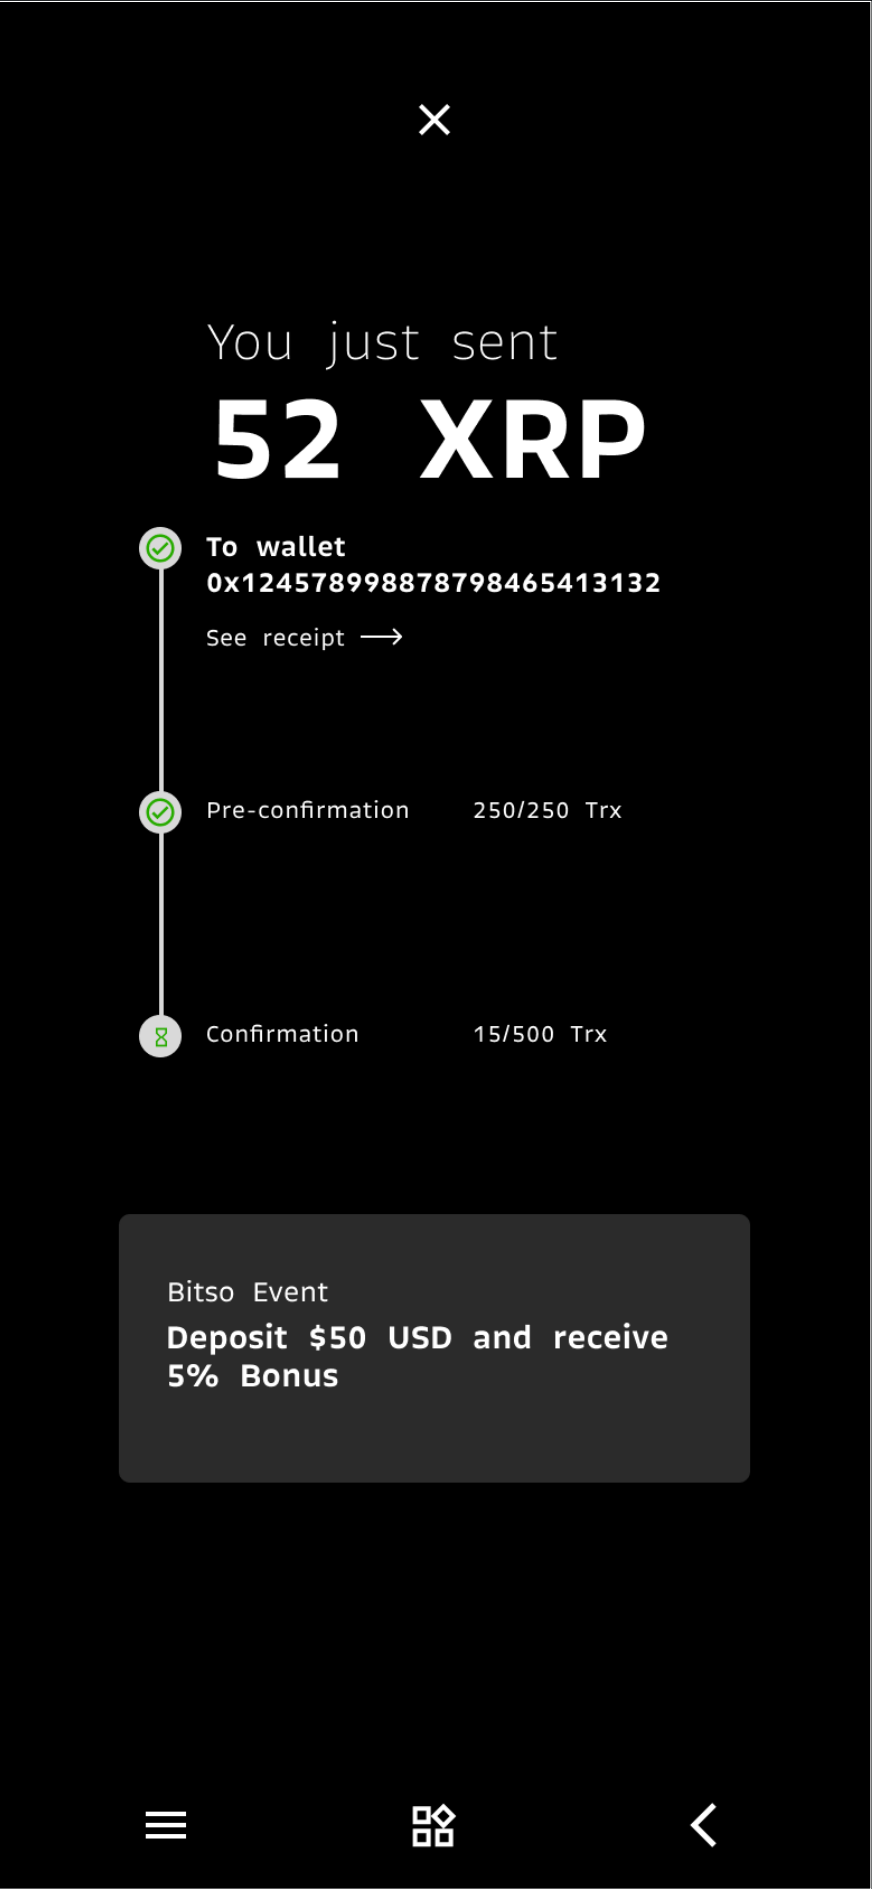 You just sent
52 XRP
To wallet
0x124578998878798465413132
See receipt
Pre-confirmation 250/250 Trx
Confirmation 15/500 Trx
Bitso Event
Deposit $50 USD and receive
5% Bonus